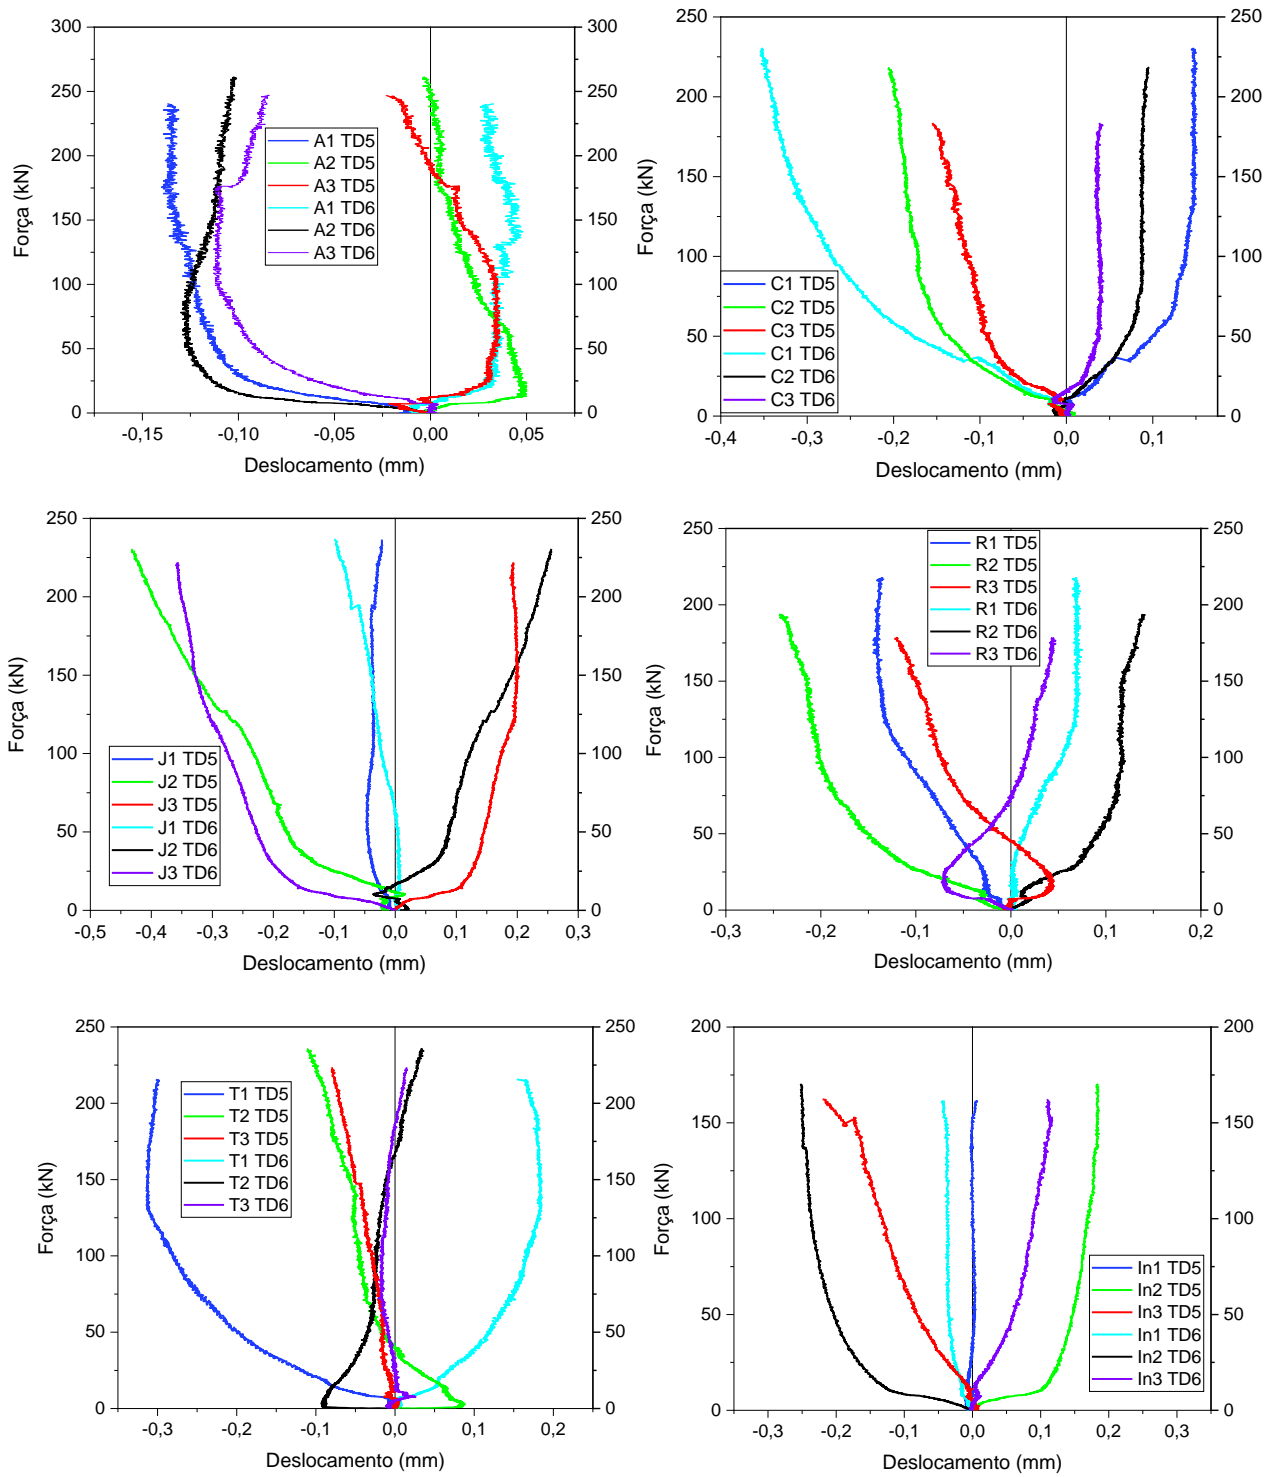 300
250
200
150
100
50
0
Força (kN)
300
250
200
150
100
50
0
A1 TD5
A2 TD5
A3 TD5
A1 TD6
A2 TD6
A3 TD6
-0,15 -0,10 -0,05 0,00 0,05
Deslocamento (mm)
250
200
150
100
50
0
Força (kN)
250
200
150
100
50
0
C1 TD5
C2 TD5
C3 TD5
C1 TD6
C2 TD6
C3 TD6
-0,4 -0,3 -0,2 -0,1 0,0 0,1
Deslocamento (mm)
250
200
150
100
50
0
Força (kN)
250
200
150
100
50
0
J1 TD5
J2 TD5
J3 TD5
J1 TD6
J2 TD6
J3 TD6
-0,5 -0,4 -0,3 -0,2 -0,1 0,0 0,1 0,2 0,3
Deslocamento (mm)
250
200
150
100
50
0
Força (kN)
250
200
150
100
50
0
R1 TD5
R2 TD5
R3 TD5
R1 TD6
R2 TD6
R3 TD6
-0,3 -0,2 -0,1 0,0 0,1 0,2
Deslocamento (mm)
250
200
150
100
50
0
Força (kN)
250
200
150
100
50
0
T1 TD5
T2 TD5
T3 TD5
T1 TD6
T2 TD6
T3 TD6
-0,3 -0,2 -0,1 0,0 0,1 0,2
Deslocamento (mm)
200
150
100
50
0
Força (kN)
200
150
100
50
0
In1 TD5
In2 TD5
In3 TD5
In1 TD6
In2 TD6
In3 TD6
-0,3 -0,2 -0,1 0,0 0,1 0,2 0,3
Deslocamento (mm)